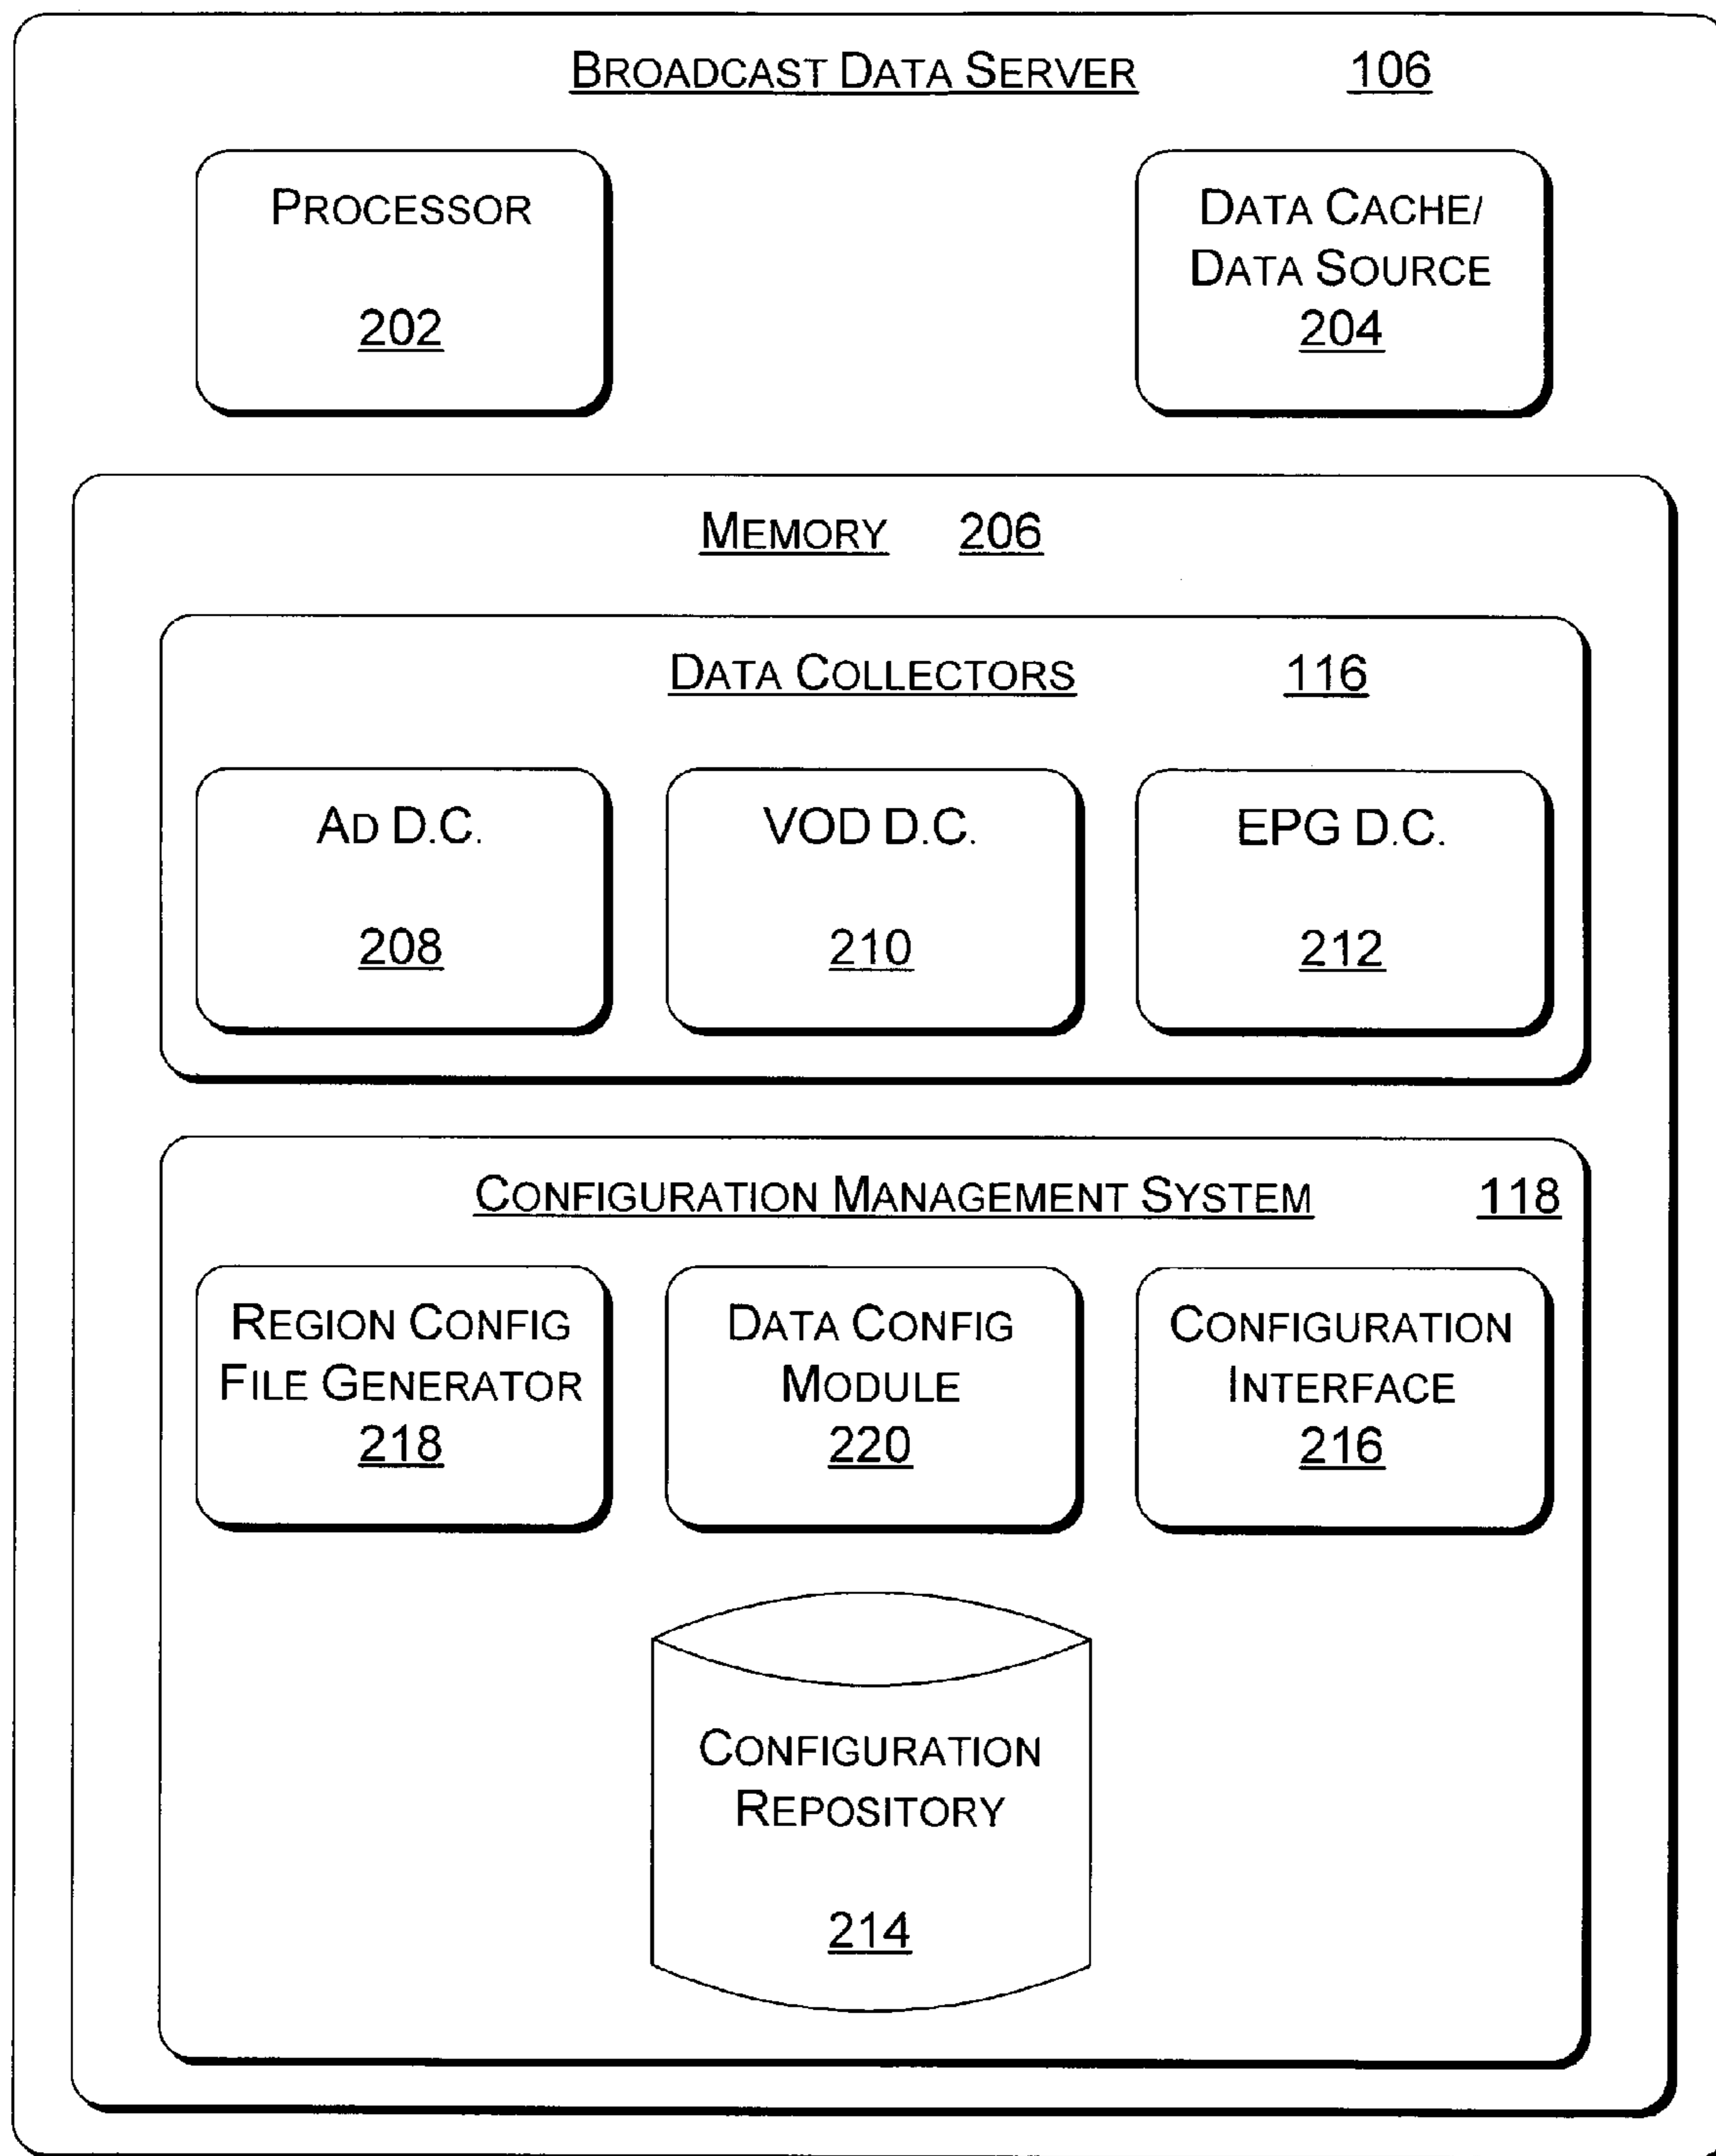 BROADCAST DATA SERVER 106
PROCESSOR
202
DATA CACHE/
DATA SOURCE
204
MEMORY 206
DATA COLLECTORS 116
AD D.C.
208
VOD D.C.
210
EPG D.C.
212
CONFIGURATION MANAGEMENT SYSTEM 118
REGION CONFIG
FILE GENERATOR
218
DATA CONFIG
MODULE
220
CONFIGURATION
INTERFACE
216
CONFIGURATION
REPOSITORY
214